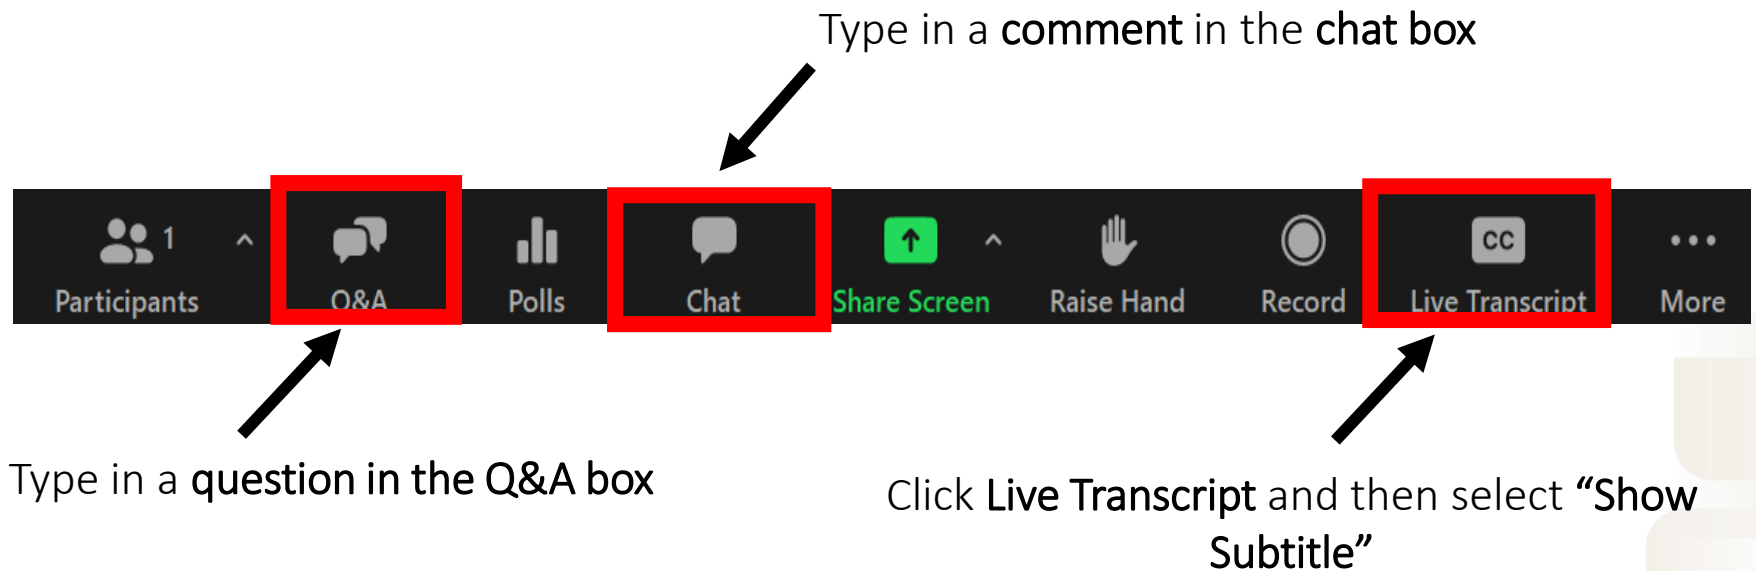 Type in a comment in the chat box
1
Participants
Q&A
Polls
Chat
Share Screen
Raise Hand
Record
CC
Live Transcript
More
Type in a question in the Q&A box
Click Live Transcript and then select “Show
Subtitle”